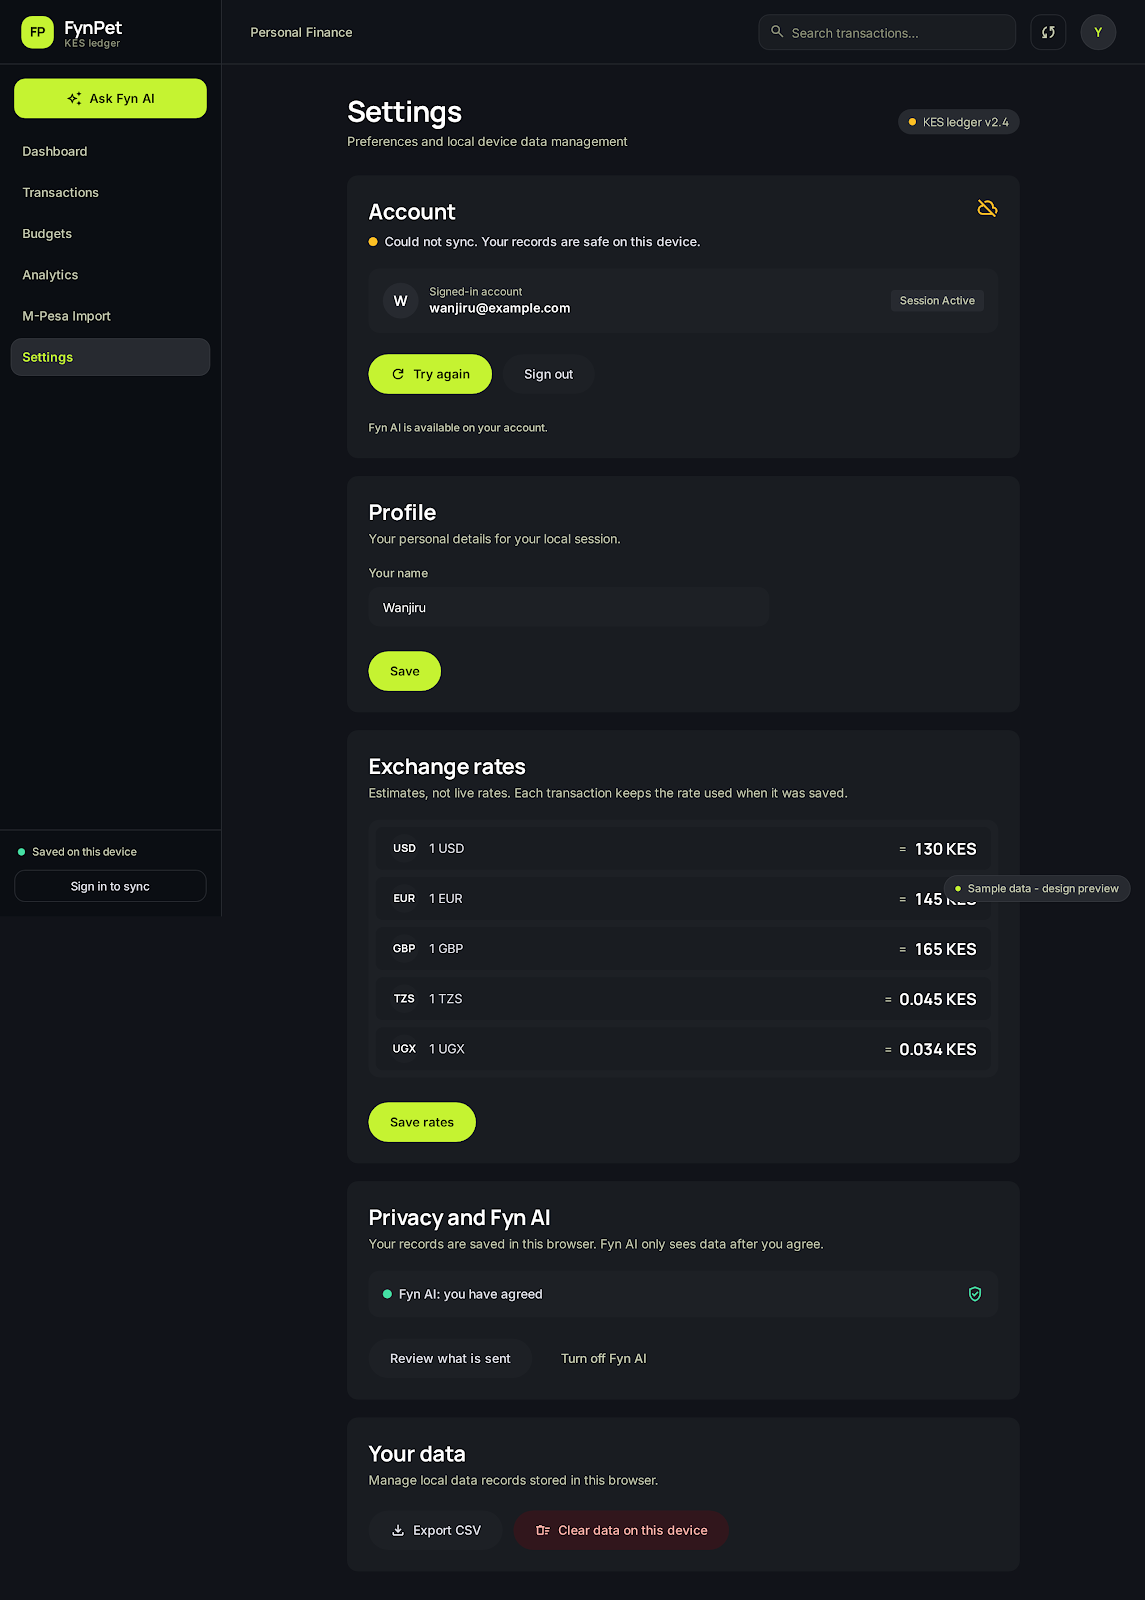 FP
FynPet
KES ledger
Personal Finance
Search transactions...
Y
Ask Fyn AI
Dashboard
Transactions
Budgets
Analytics
M-Pesa Import
Settings
Saved on this device
Sign in to sync
Settings
Preferences and local device data management
KES ledger v2.4
Account
Could not sync. Your records are safe on this device.
W
Signed-in account
wanjiru@example.com
Session Active
Try again
Sign out
Fyn AI is available on your account.
Profile
Your personal details for your local session.
Your name
Wanjiru
Save
Exchange rates
Estimates, not live rates. Each transaction keeps the rate used when it was saved.
USD 1 USD = 130 KES
EUR 1 EUR = 145 KES
Sample data - design preview
GBP 1 GBP = 165 KES
TZS 1 TZS = 0.045 KES
UGX 1 UGX = 0.034 KES
Save rates
Privacy and Fyn AI
Your records are saved in this browser. Fyn AI only sees data after you agree.
Fyn AI: you have agreed
Review what is sent
Turn off Fyn AI
Your data
Manage local data records stored in this browser.
Export CSV
Clear data on this device